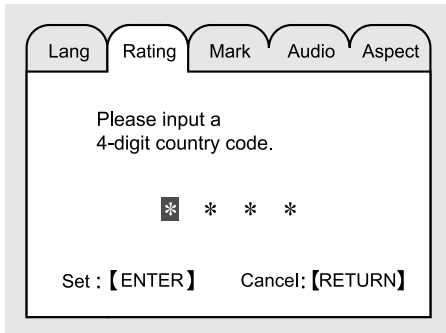 Lang Rating Mark Audio Aspect
Please input a
4-digit country code.
* * * *
Set :【ENTER】 Cancel:【RETURN】